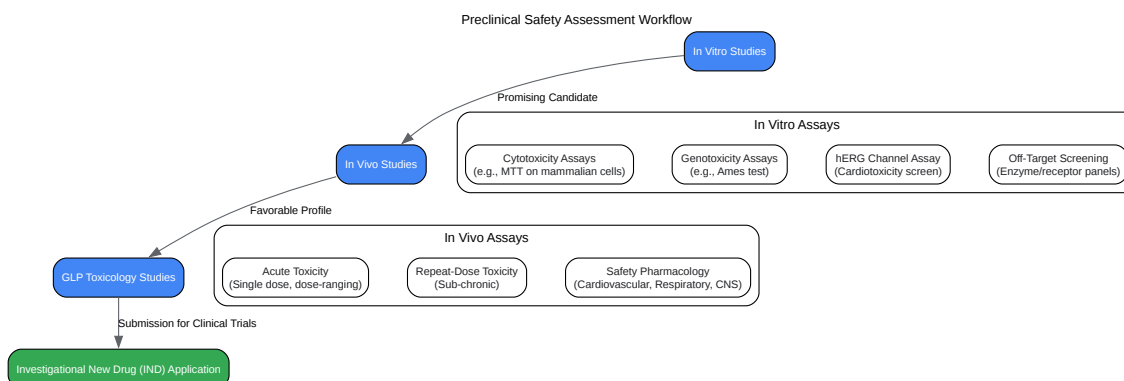 Preclinical Safety Assessment Workflow
In Vitro Studies
Promising Candidate
In Vitro Assays
Cytotoxicity Assays
(e.g., MTT on mammalian cells)
Genotoxicity Assays
(e.g., Ames test)
hERG Channel Assay
(Cardiotoxicity screen)
Off-Target Screening
(Enzyme/receptor panels)
In Vivo Studies
Favorable Profile
In Vivo Assays
Acute Toxicity
(Single dose, dose-ranging)
Repeat-Dose Toxicity
(Sub-chronic)
Safety Pharmacology
(Cardiovascular, Respiratory, CNS)
GLP Toxicology Studies
Submission for Clinical Trials
Investigational New Drug (IND) Application